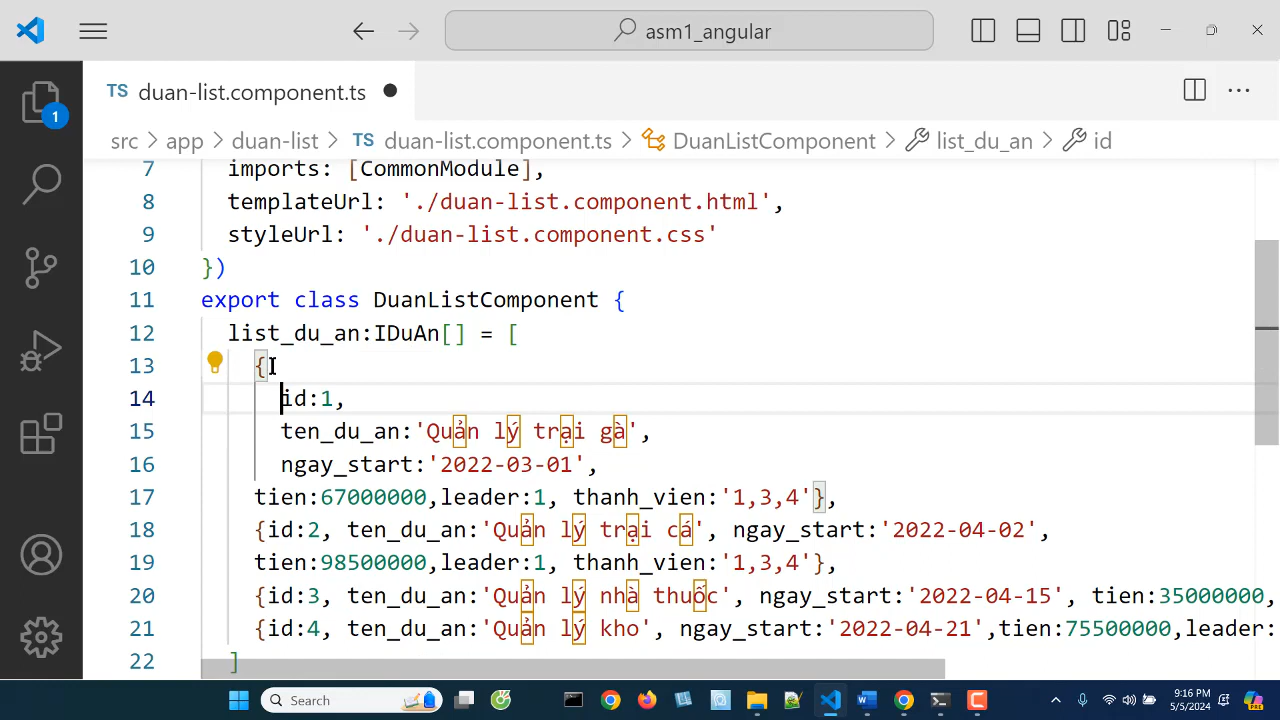 asm1_angular
1
TS duan-list.component.ts
src > app > duan-list > TS duan-list.component.ts > DuanListComponent > list_du_an > id
7 imports: [CommonModule],
8 templateUrl: './duan-list.component.html',
9 styleUrl: './duan-list.component.css'
10 })
11 export class DuanListComponent {
12 list_du_an:IDuAn[] = [
13 {
14 id:1,
15 ten_du_an:'Quản lý trại gà',
16 ngay_start:'2022-03-01',
17 tien:67000000,leader:1, thanh_vien:'1,3,4'},
18 {id:2, ten_du_an:'Quản lý trại cá', ngay_start:'2022-04-02',
19 tien:98500000,leader:1, thanh_vien:'1,3,4'},
20 {id:3, ten_du_an:'Quản lý nhà thuốc', ngay_start:'2022-04-15', tien:35000000,
21 {id:4, ten_du_an:'Quản lý kho', ngay_start:'2022-04-21',tien:75500000,leader:
22 ]
Search
9:16 PM
5/5/2024